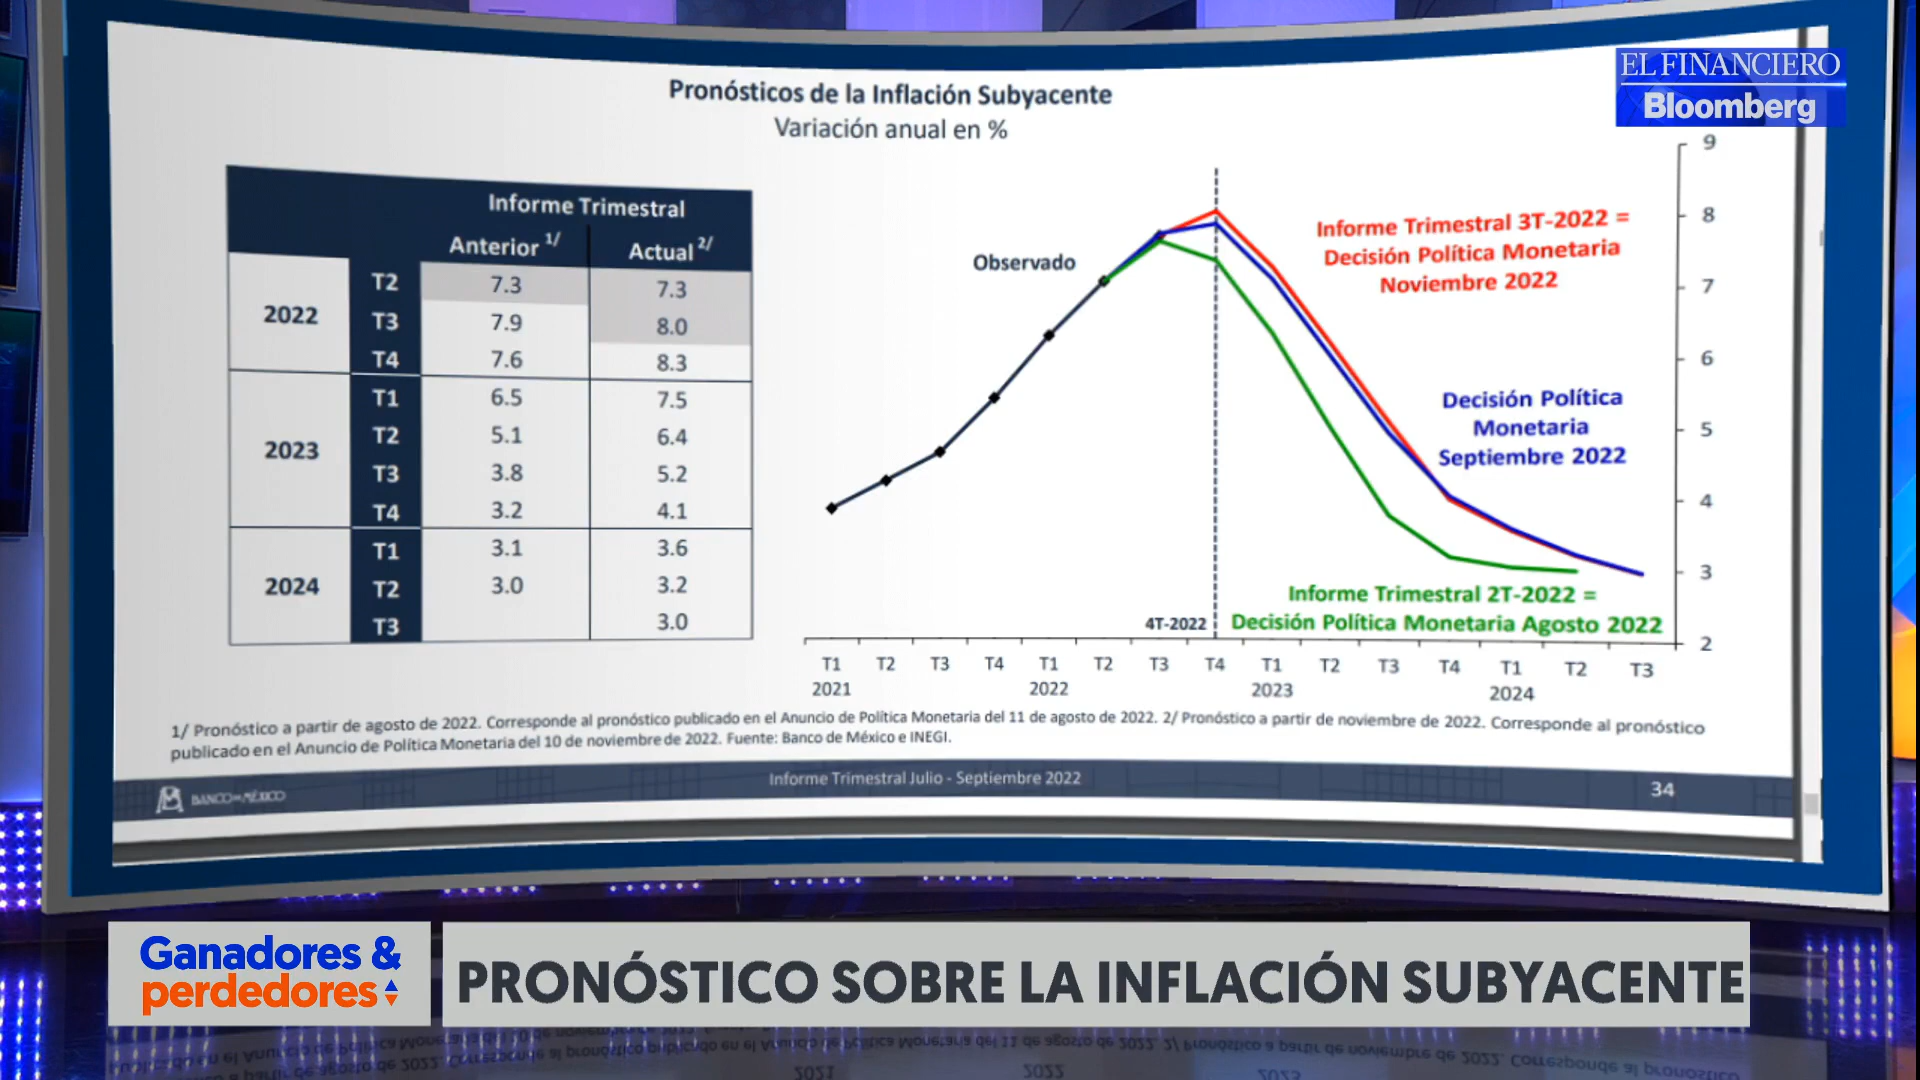 EL FINANCIERO
Bloomberg
Pronósticos de la Inflación Subyacente
Variación anual en %
Informe Trimestral
Anterior 1/ Actual 2/
2022 T2 7.3 7.3
T3 7.9 8.0
T4 7.6 8.3
2023 T1 6.5 7.5
T2 5.1 6.4
T3 3.8 5.2
T4 3.2 4.1
2024 T1 3.1 3.6
T2 3.0 3.2
T3 3.0
Observado
Informe Trimestral 3T-2022 =
Decisión Política Monetaria
Noviembre 2022
Decisión Política
Monetaria
Septiembre 2022
Informe Trimestral 2T-2022 =
Decisión Política Monetaria Agosto 2022
4T-2022
9
8
7
6
5
4
3
2
T1 T2 T3 T4 T1 T2 T3 T4 T1 T2 T3 T4 T1 T2 T3
2021 2022 2023 2024
1/ Pronóstico a partir de agosto de 2022. Corresponde al pronóstico publicado en el Anuncio de Política Monetaria del 11 de agosto de 2022. 2/ Pronóstico a partir de noviembre de 2022. Corresponde al pronóstico
publicado en el Anuncio de Política Monetaria del 10 de noviembre de 2022. Fuente: Banco de México e INEGI.
BANCO DE MÉXICO
Informe Trimestral Julio - Septiembre 2022
34
Ganadores &
perdedores
PRONÓSTICO SOBRE LA INFLACIÓN SUBYACENTE